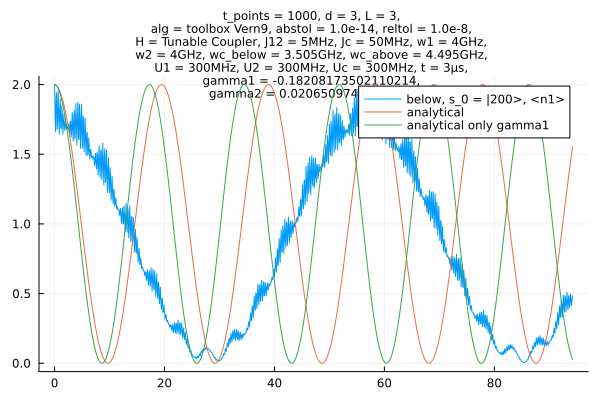 t_points = 1000, d = 3, L = 3,
alg = toolbox Vern9, abstol = 1.0e-14, reltol = 1.0e-8,
H = Tunable Coupler, J12 = 5MHz, Jc = 50MHz, w1 = 4GHz,
w2 = 4GHz, wc_below = 3.505GHz, wc_above = 4.495GHz,
U1 = 300MHz, U2 = 300MHz, Uc = 300MHz, t = 3μs,
gamma1 = -0.18208173502110214,
gamma2 = 0.020650974
below, s_0 = |200>, <n1>
analytical
analytical only gamma1
2.0
1.5
1.0
0.5
0.0
0 20 40 60 80